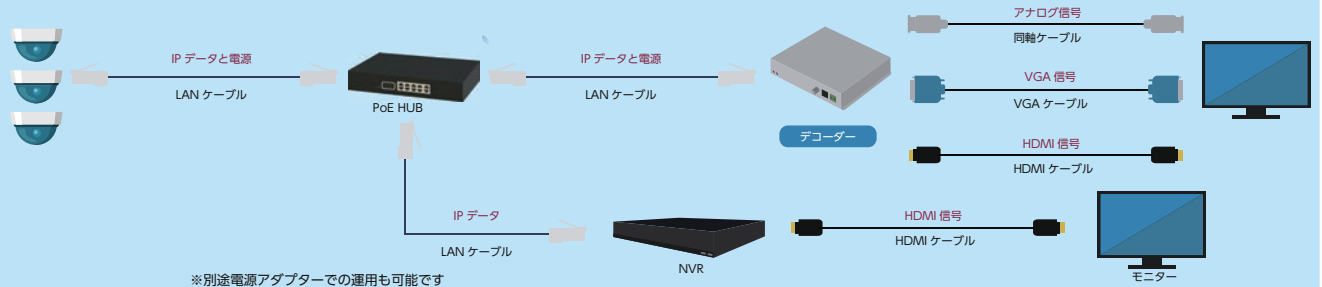 アナログ信号
同軸ケーブル
IP データと電源
LAN ケーブル
PoE HUB
IP データと電源
LAN ケーブル
デコーダー
VGA 信号
VGA ケーブル
HDMI 信号
HDMI ケーブル
IP データ
LAN ケーブル
NVR
HDMI 信号
HDMI ケーブル
モニター
※別途電源アダプターでの運用も可能です